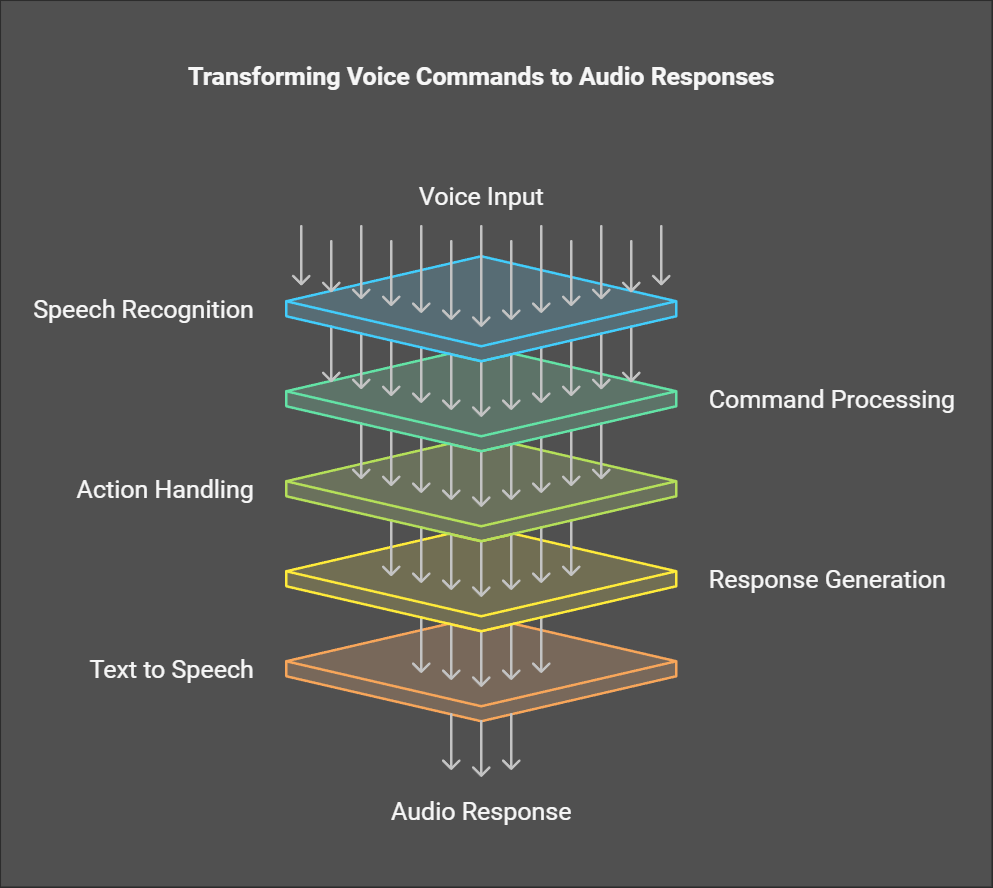 Transforming Voice Commands to Audio Responses
Voice Input
Speech Recognition
Command Processing
Action Handling
Response Generation
Text to Speech
Audio Response